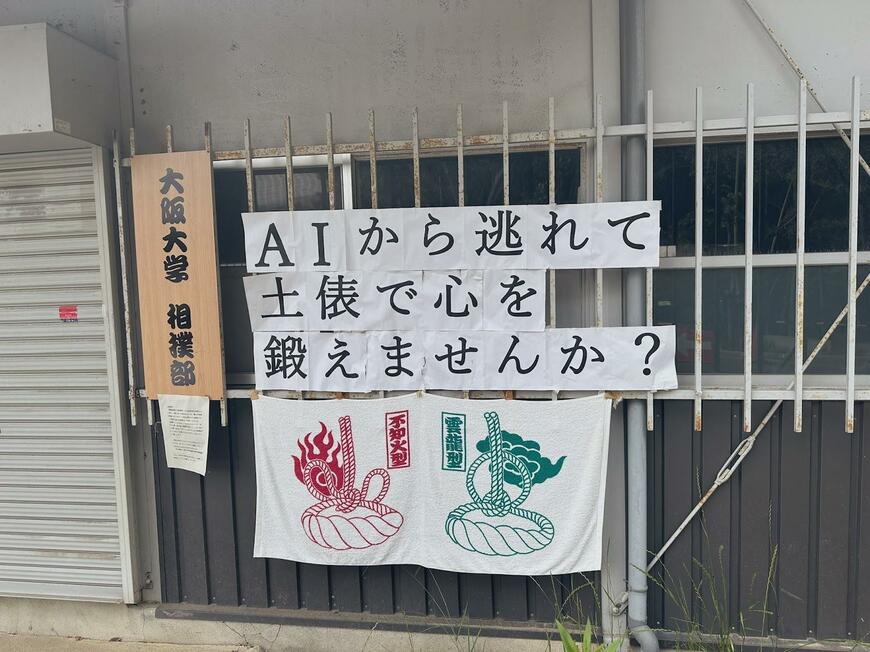 大阪大学 相撲部
AIから逃れて
土俵で心を
鍛えませんか?
不知火型
雲龍型